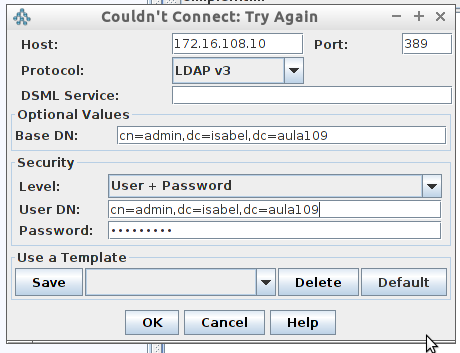 Couldn't Connect: Try Again
Host: 172.16.108.10 Port: 389
Protocol: LDAP v3
DSML Service:
Optional Values
Base DN: cn=admin,dc=isabel,dc=aula109
Security
Level: User + Password
User DN: cn=admin,dc=isabel,dc=aula109
Password: •••••••••
Use a Template
Save Delete Default
OK Cancel Help